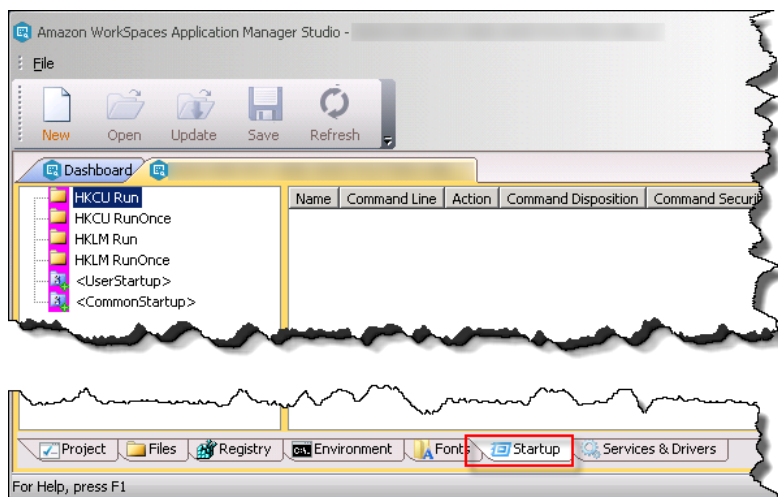 Amazon WorkSpaces Application Manager Studio -
File
New Open Update Save Refresh
Dashboard
HKCU Run
HKCU RunOnce
HKLM Run
HKLM RunOnce
<UserStartup>
<CommonStartup>
Name Command Line Action Command Disposition Command Securit
Project Files Registry Environment Fonts Startup Services & Drivers
For Help, press F1